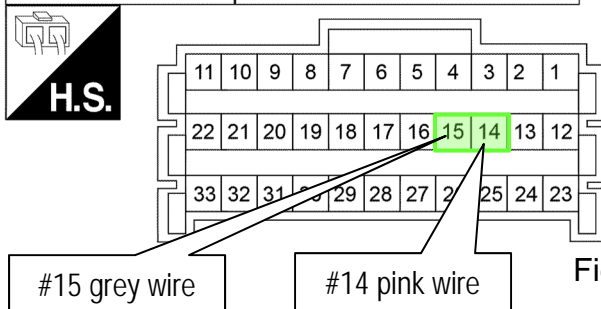 H.S.
11 10 9 8 7 6 5 4 3 2 1
22 21 20 19 18 17 16 15 14 13 12
33 32 31 29 28 27 25 24 23
#15 grey wire
#14 pink wire